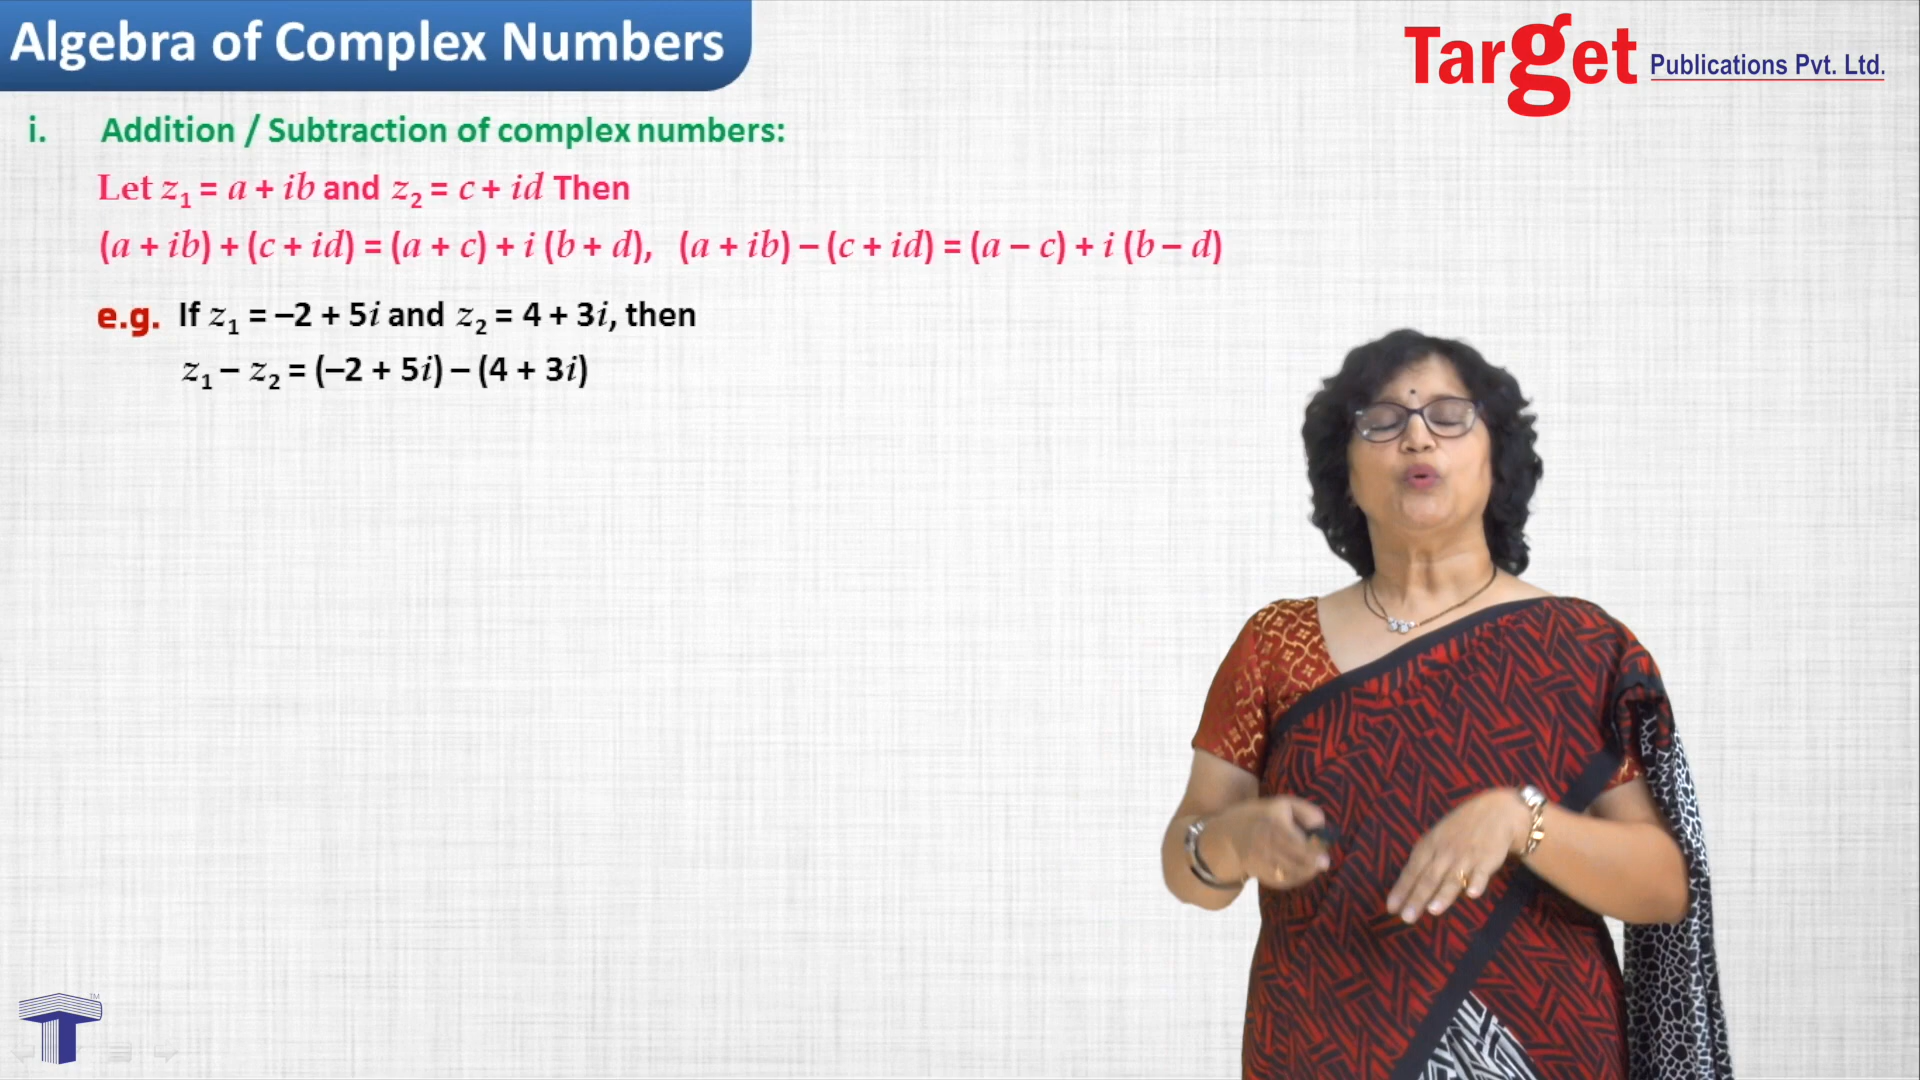 Algebra of Complex Numbers
Target Publications Pvt. Ltd.
i. Addition / Subtraction of complex numbers:
Let z₁ = a + ib and z₂ = c + id Then
(a + ib) + (c + id) = (a + c) + i (b + d), (a + ib) – (c + id) = (a – c) + i (b – d)
e.g. If z₁ = –2 + 5i and z₂ = 4 + 3i, then
z₁ – z₂ = (–2 + 5i) – (4 + 3i)
T
TM